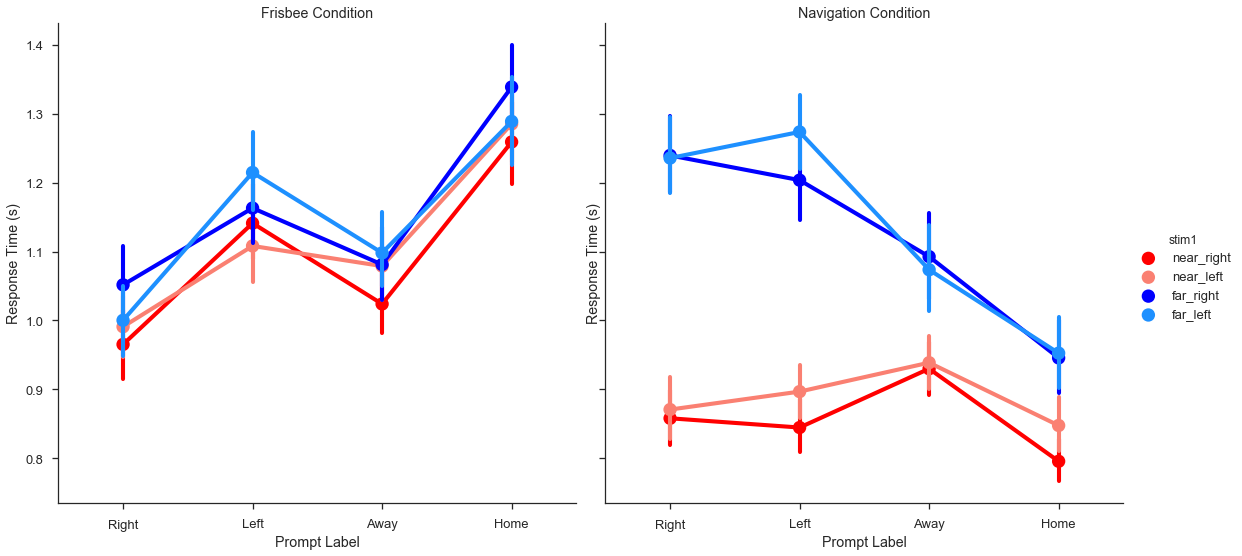 Frisbee Condition
Navigation Condition
Response Time (s)
1.4
1.3
1.2
1.1
1.0
0.9
0.8
Right
Left
Away
Home
Prompt Label
Response Time (s)
Right
Left
Away
Home
Prompt Label
stim1
near_right
near_left
far_right
far_left